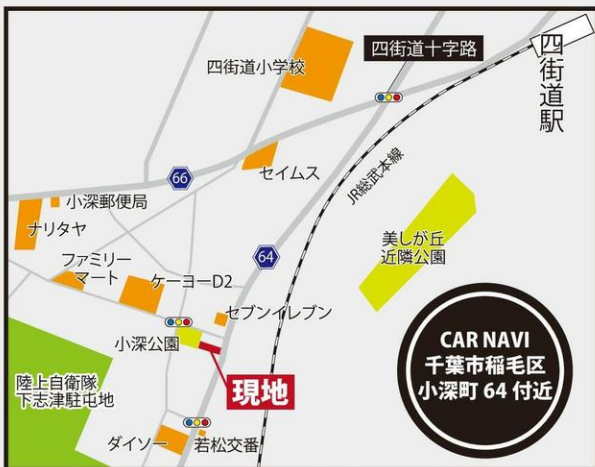 四街道駅
四街道十字路
四街道小学校
セイムス
JR総武本線
66
小深郵便局
ナリタヤ
美しが丘
近隣公園
64
ファミリー
マート
ケーヨーD2
セブンイレブン
小深公園
現地
陸上自衛隊
下志津駐屯地
ダイソー
若松交番
CAR NAVI
千葉市稲毛区
小深町 64 付近